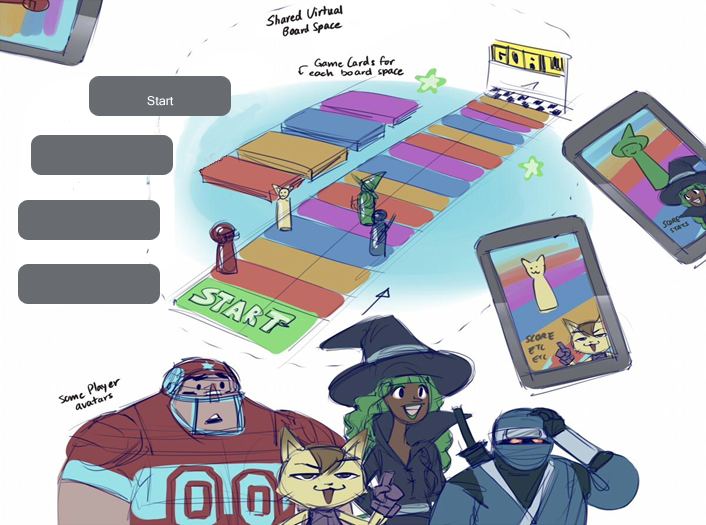 Shared Virtual
Board Space
Game Cards for
each board space
GOAL
Start
START
SCORE
STATS
SCORE
ETC
ETC
Some Player
avatars
00